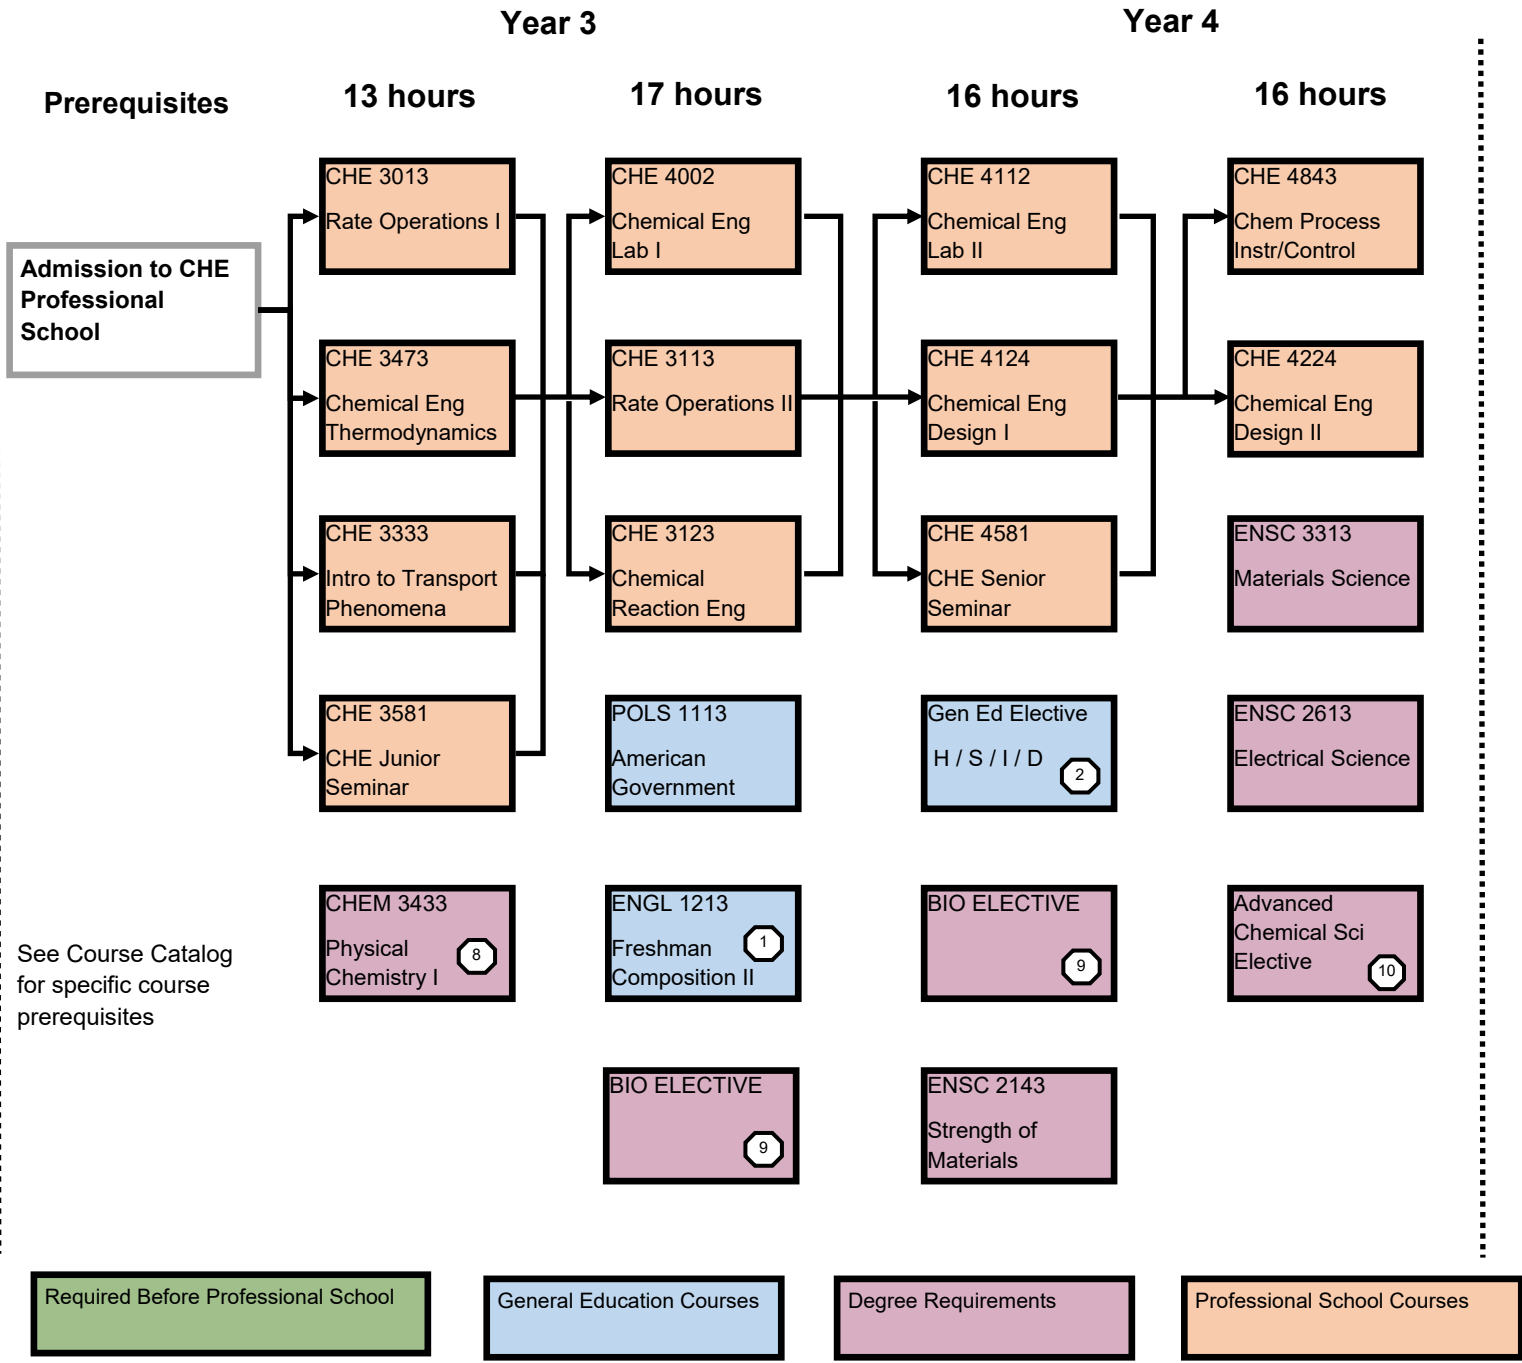 Year 3
Year 4
Prerequisites
13 hours
17 hours
16 hours
16 hours
Admission to CHE
Professional
School
CHE 3013
Rate Operations I
CHE 4002
Chemical Eng
Lab I
CHE 4112
Chemical Eng
Lab II
CHE 4843
Chem Process
Instr/Control
CHE 3473
Chemical Eng
Thermodynamics
CHE 3113
Rate Operations II
CHE 4124
Chemical Eng
Design I
CHE 4224
Chemical Eng
Design II
CHE 3333
Intro to Transport
Phenomena
CHE 3123
Chemical
Reaction Eng
CHE 4581
CHE Senior
Seminar
ENSC 3313
Materials Science
CHE 3581
CHE Junior
Seminar
POLS 1113
American
Government
Gen Ed Elective
H / S / I / D
2
ENSC 2613
Electrical Science
See Course Catalog
for specific course
prerequisites
CHEM 3433
Physical
Chemistry I
8
ENGL 1213
Freshman
Composition II
1
BIO ELECTIVE
9
Advanced
Chemical Sci
Elective
10
BIO ELECTIVE
9
ENSC 2143
Strength of
Materials
Required Before Professional School
General Education Courses
Degree Requirements
Professional School Courses